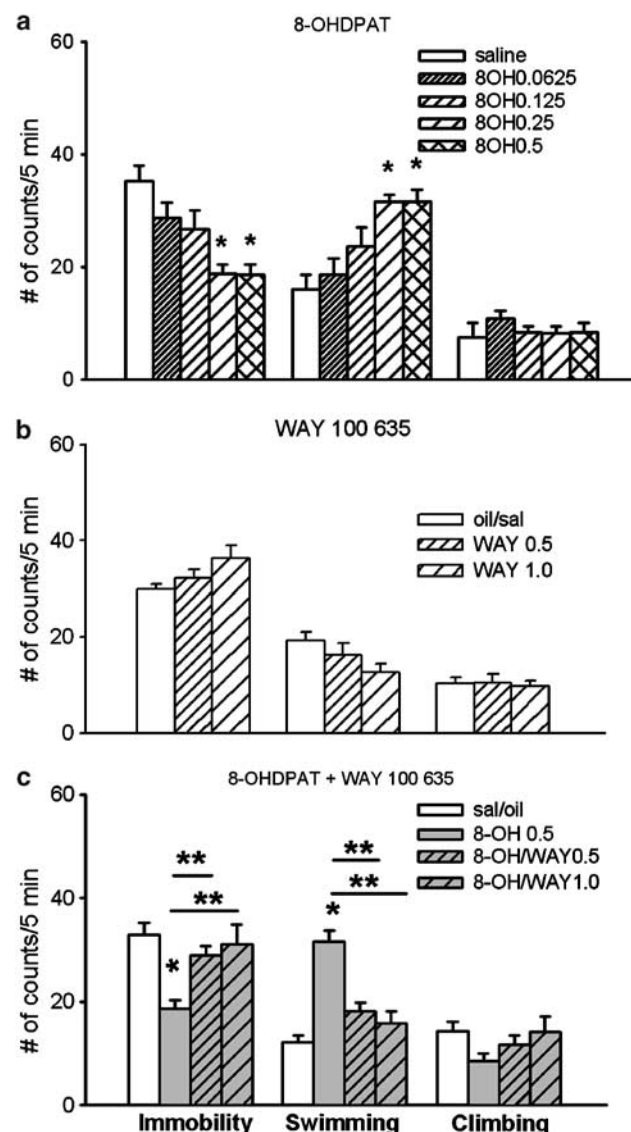 a
8-OHDPAT
saline
8OH0.0625
8OH0.125
8OH0.25
8OH0.5
60
40
20
0
# of counts/5 min
* *
* *
b
WAY 100 635
oil/sal
WAY 0.5
WAY 1.0
60
40
20
0
# of counts/5 min
c
8-OHDPAT + WAY 100 635
sal/oil
8-OH 0.5
8-OH/WAY0.5
8-OH/WAY1.0
60
40
20
0
# of counts/5 min
**
**
*
**
**
*
Immobility Swimming Climbing